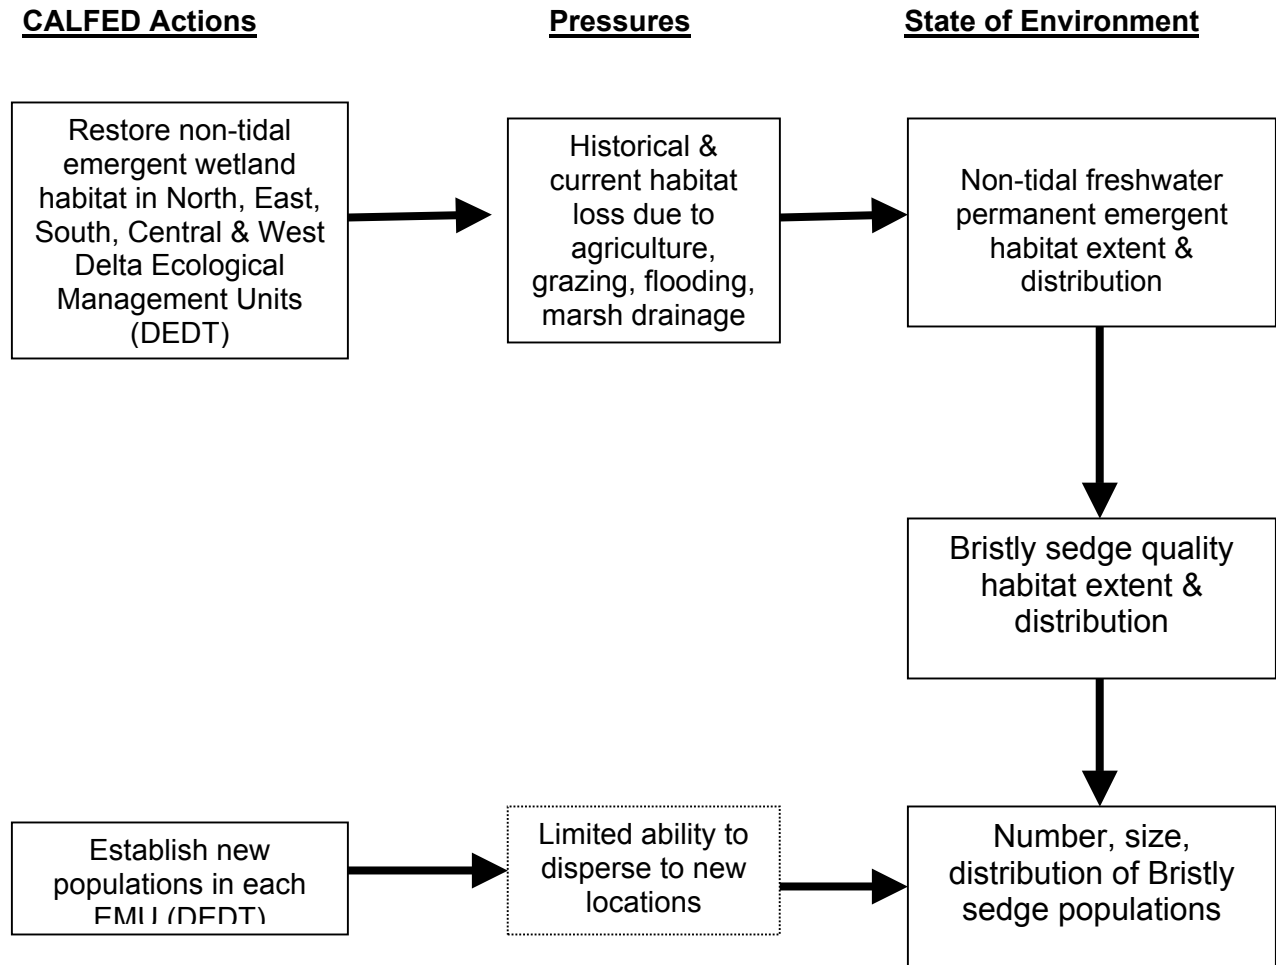 CALFED Actions
Pressures
State of Environment
Restore non-tidal
emergent wetland
habitat in North, East,
South, Central & West
Delta Ecological
Management Units
(DEDT)
Historical &
current habitat
loss due to
agriculture,
grazing, flooding,
marsh drainage
Non-tidal freshwater
permanent emergent
habitat extent &
distribution
Bristly sedge quality
habitat extent &
distribution
Establish new
populations in each
EMU (DEDT)
Limited ability to
disperse to new
locations
Number, size,
distribution of Bristly
sedge populations